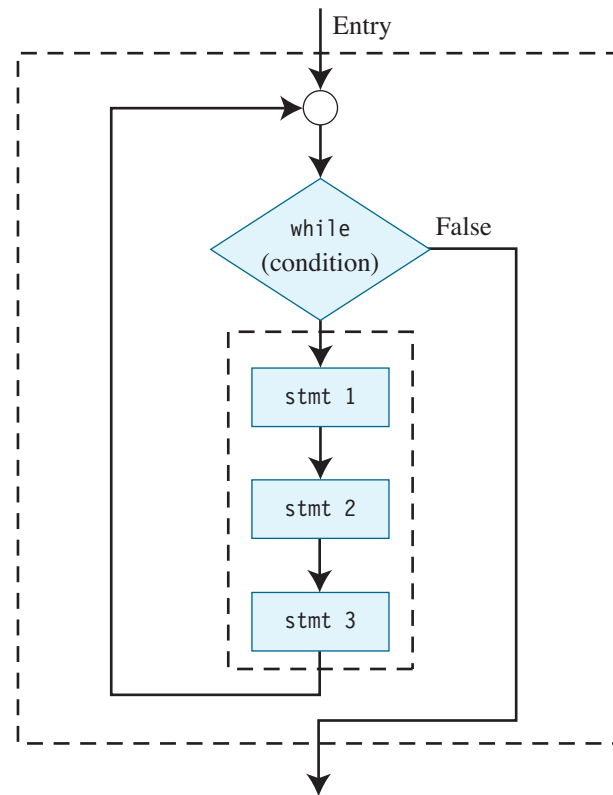 Entry
while
(condition)
False
stmt 1
stmt 2
stmt 3